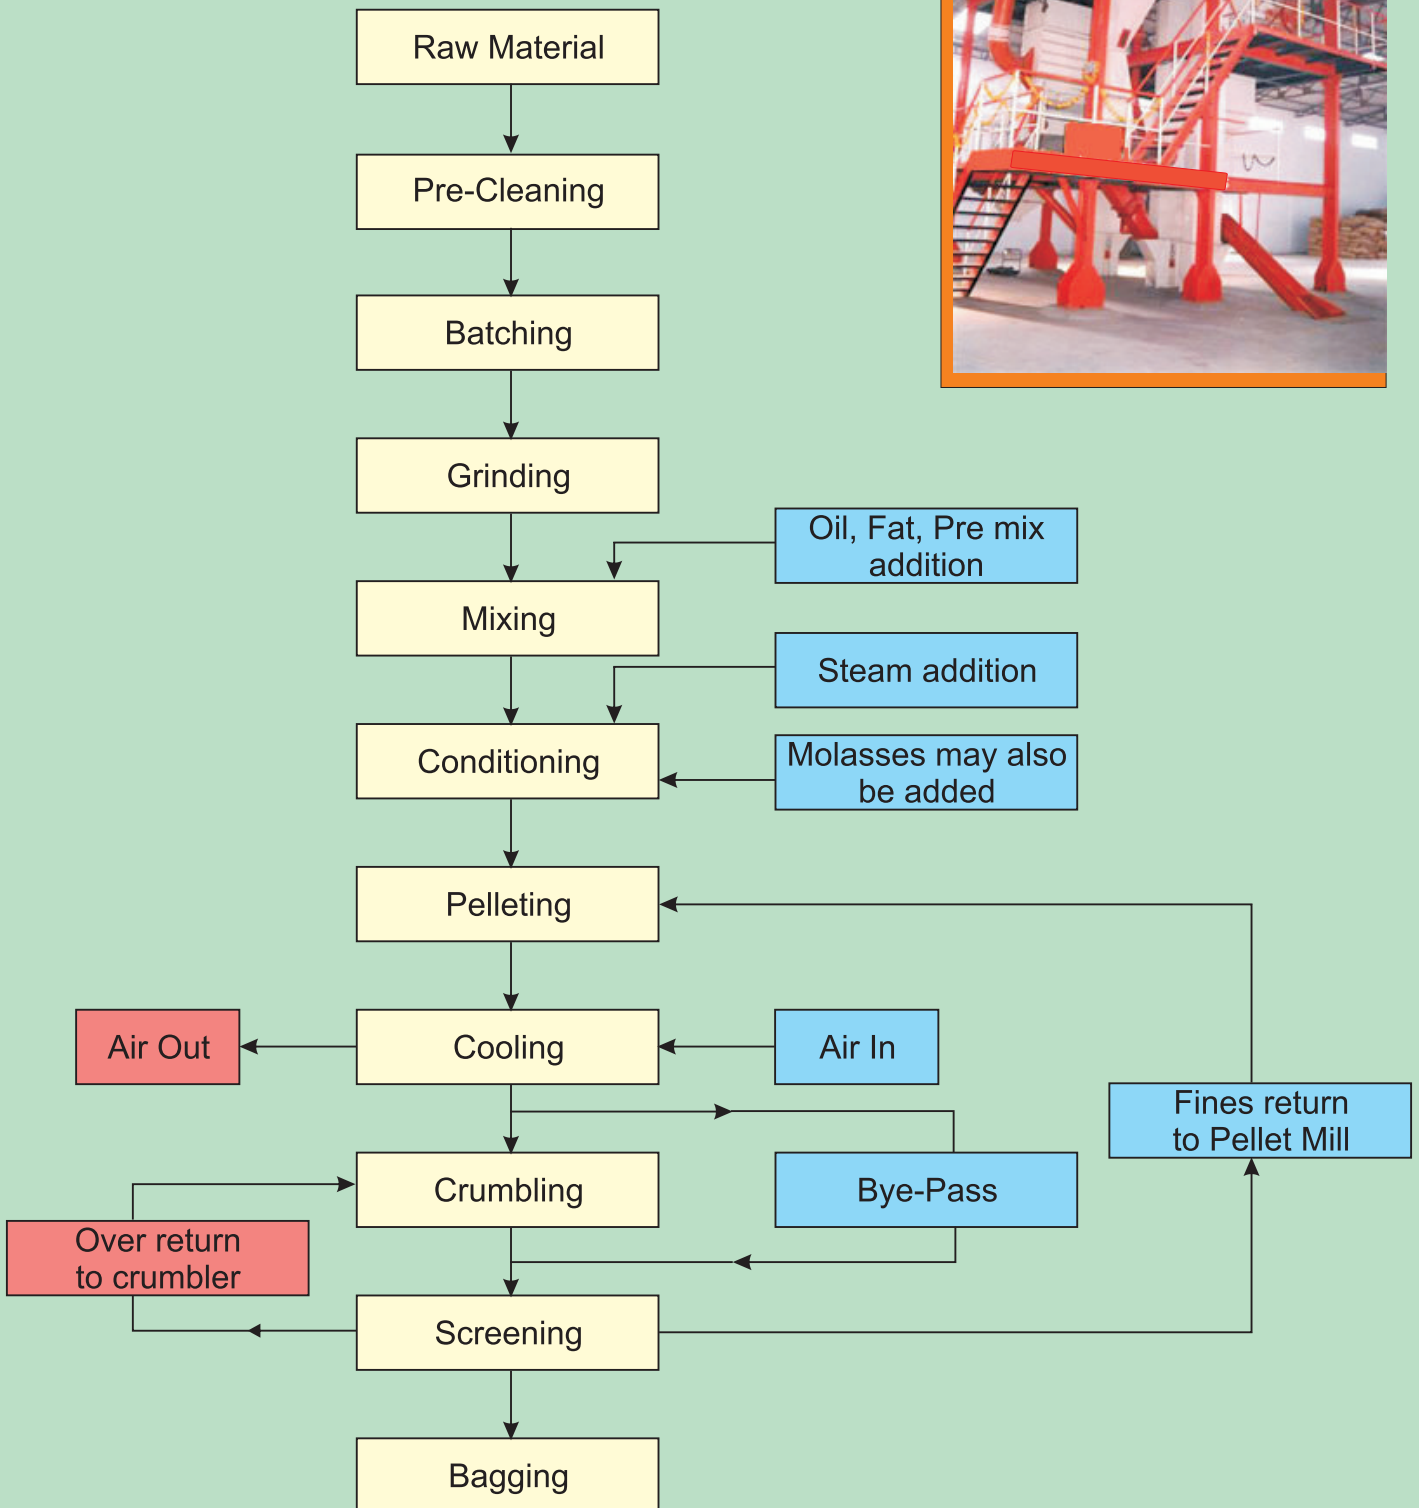 Raw Material
Pre-Cleaning
Batching
Grinding
Oil, Fat, Pre mix
addition
Mixing
Steam addition
Conditioning
Molasses may also
be added
Pelleting
Air Out
Cooling
Air In
Fines return
to Pellet Mill
Crumbling
Bye-Pass
Over return
to crumbler
Screening
Bagging